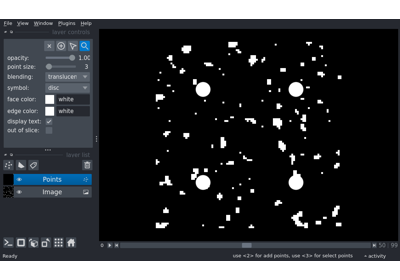 File View Window Plugins Help
layer controls
opacity: 1.00
point size: 3
blending: translucen
symbol: disc
face color: white
edge color: white
display text:
out of slice:
layer list
Points
Image
0 50 99
Ready use <2> for add points, use <3> for select points activity